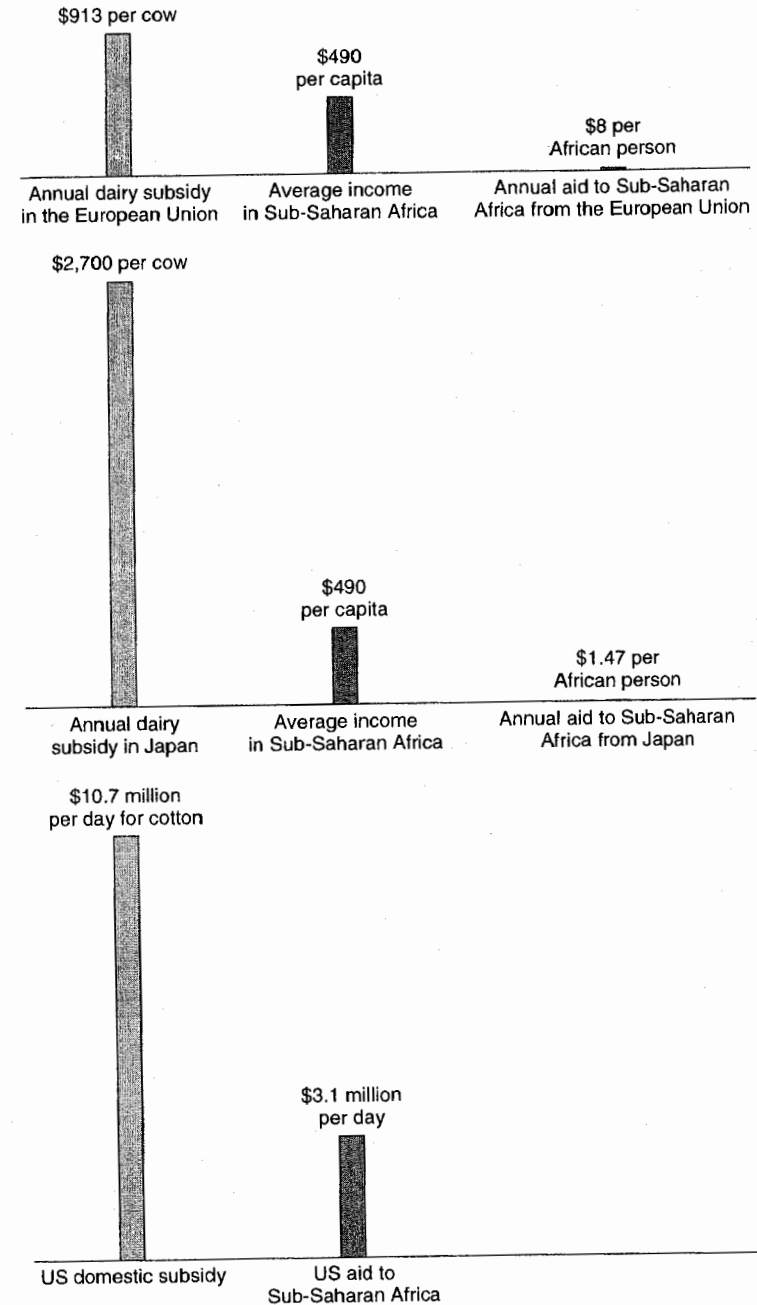 $913 per cow
$490
per capita
$8 per
African person
Annual dairy subsidy
in the European Union
Average income
in Sub-Saharan Africa
Annual aid to Sub-Saharan
Africa from the European Union
$2,700 per cow
$490
per capita
$1.47 per
African person
Annual dairy
subsidy in Japan
Average income
in Sub-Saharan Africa
Annual aid to Sub-Saharan
Africa from Japan
$10.7 million
per day for cotton
$3.1 million
per day
US domestic subsidy
US aid to
Sub-Saharan Africa